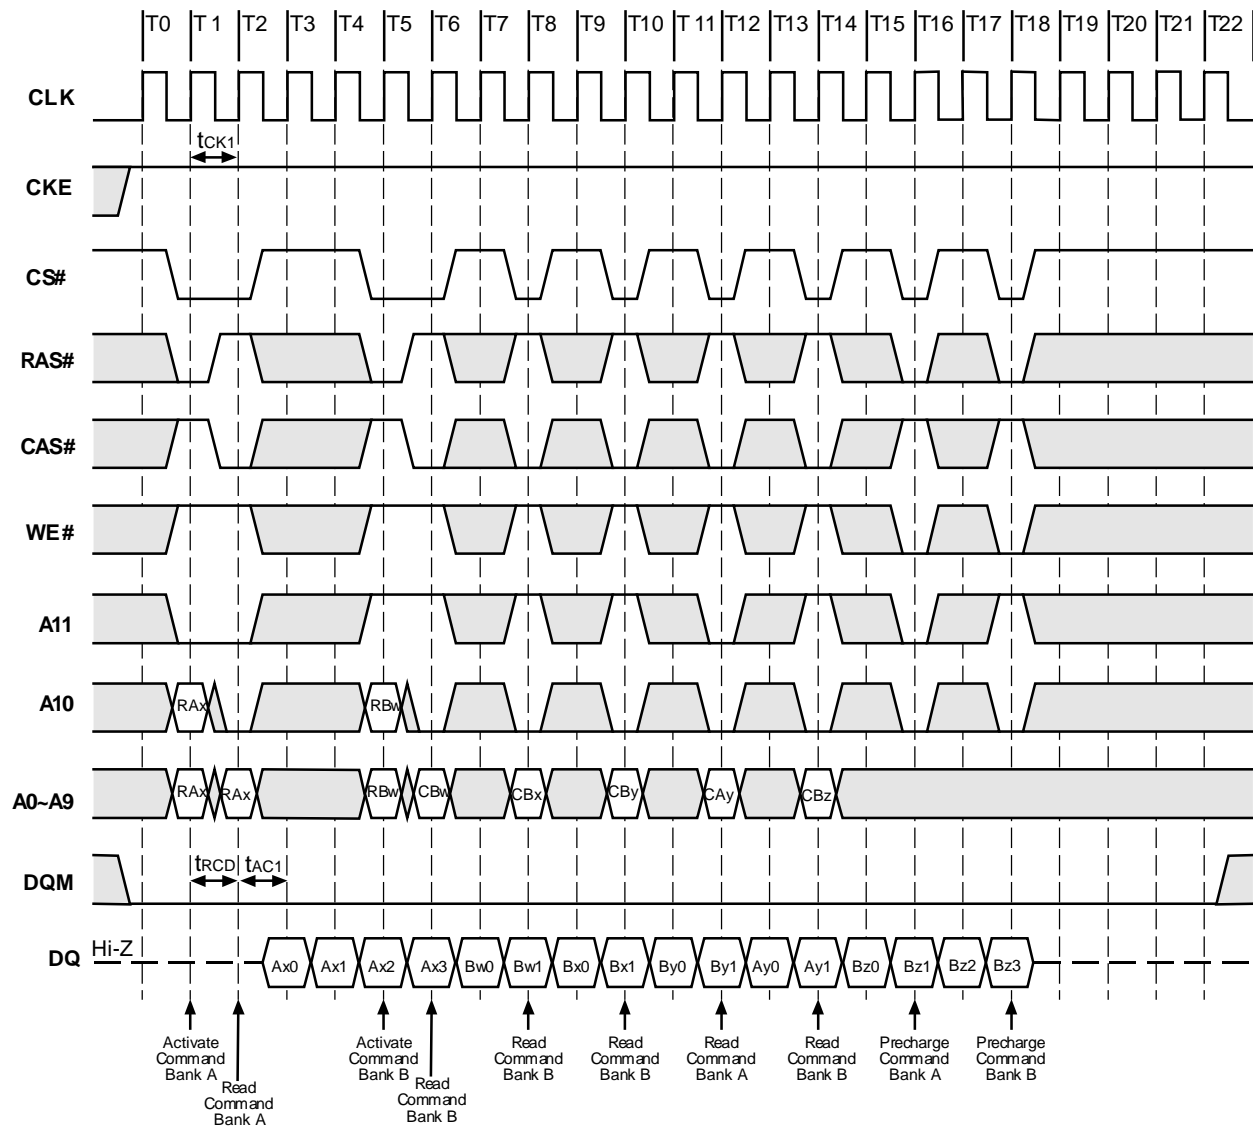 T0 T1 T2 T3 T4 T5 T6 T7 T8 T9 T10 T11 T12 T13 T14 T15 T16 T17 T18 T19 T20 T21 T22
CLK
tCK1
CKE
CS#
RAS#
CAS#
WE#
A11
A10 RAx RBw
A0~A9 RAx RAx RBw CBw CBx CBy CAy CBz
tRCD tAC1
DQM
DQ Hi-Z Ax0 Ax1 Ax2 Ax3 Bw0 Bw1 Bx0 Bx1 By0 By1 Ay0 Ay1 Bz0 Bz1 Bz2 Bz3
Activate
Command
Bank A
Read
Command
Bank A
Activate
Command
Bank B
Read
Command
Bank B
Read
Command
Bank B
Read
Command
Bank B
Read
Command
Bank A
Read
Command
Bank B
Precharge
Command
Bank A
Precharge
Command
Bank B